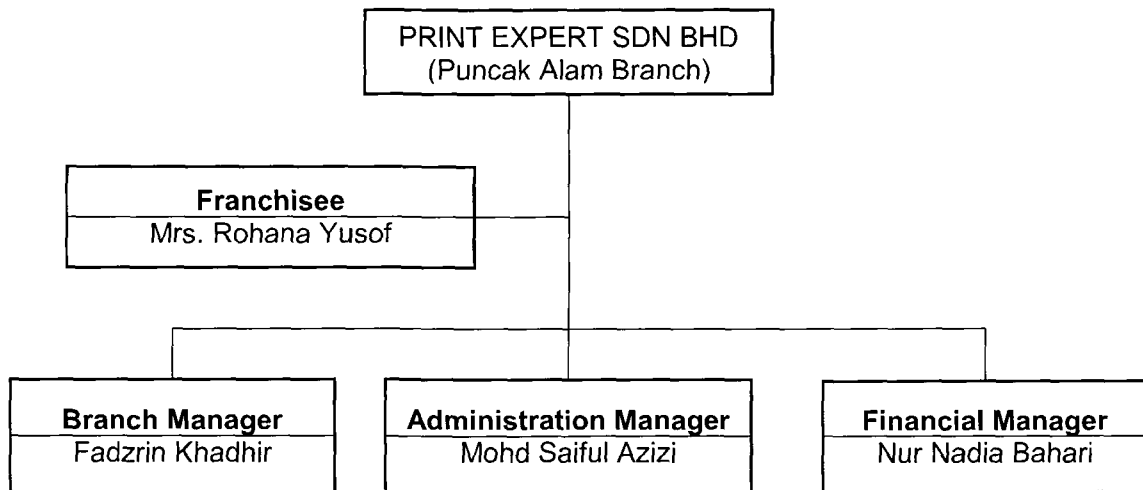 PRINT EXPERT SDN BHD
(Puncak Alam Branch)
Franchisee
Mrs. Rohana Yusof
Branch Manager
Fadzrin Khadhir
Administration Manager
Mohd Saiful Azizi
Financial Manager
Nur Nadia Bahari